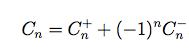 $C_n = C_n^+ + (-1)^n C_n^-$